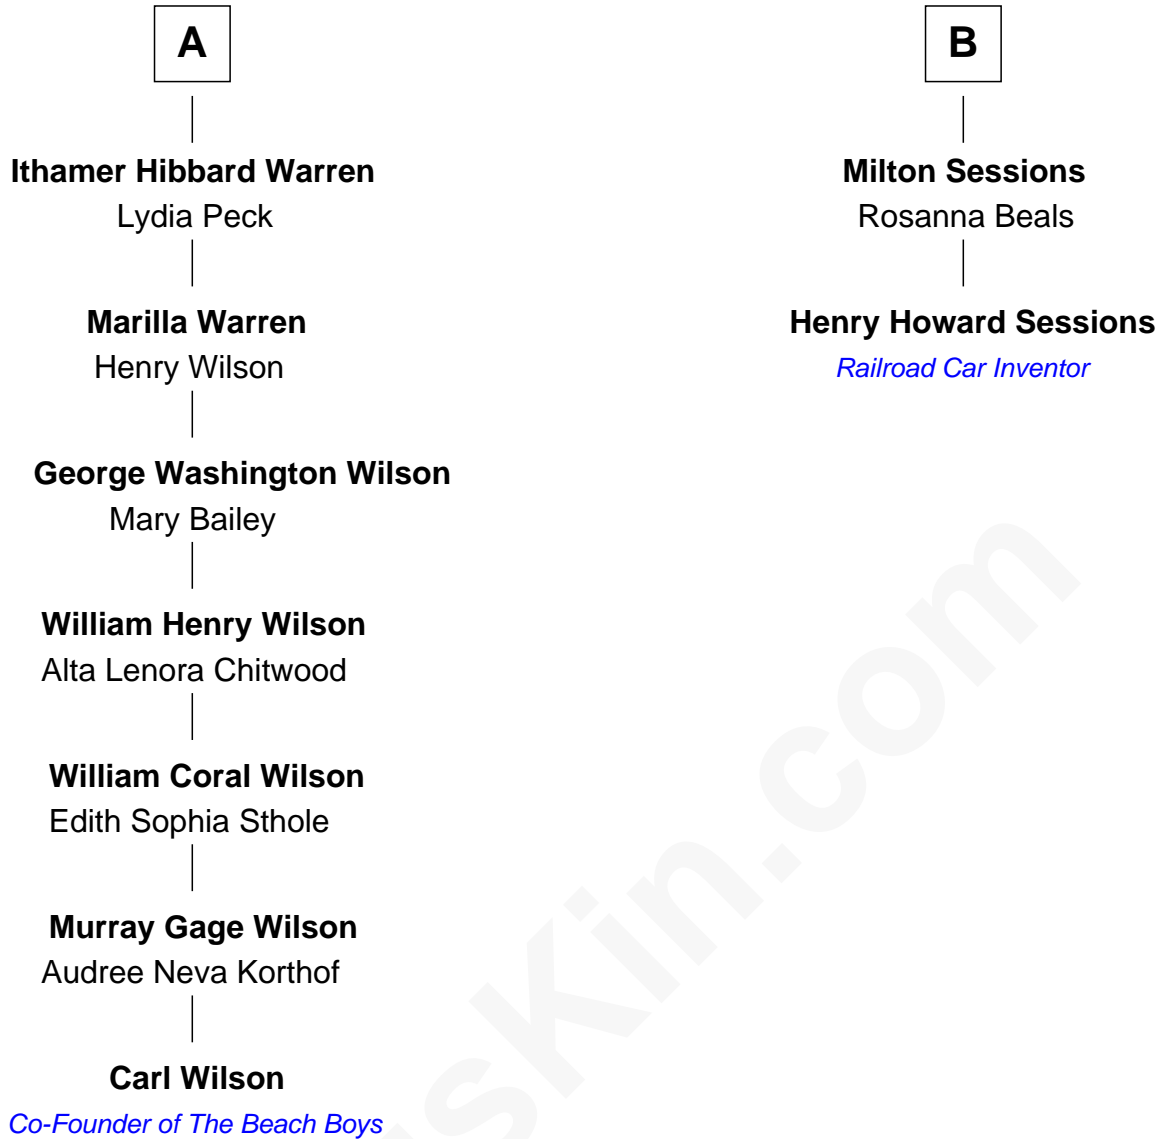 A
Ithamer Hibbard Warren
Lydia Peck
Marilla Warren
Henry Wilson
George Washington Wilson
Mary Bailey
William Henry Wilson
Alta Lenora Chitwood
William Coral Wilson
Edith Sophia Sthole
Murray Gage Wilson
Audree Neva Korthof
Carl Wilson
Co-Founder of The Beach Boys
B
Milton Sessions
Rosanna Beals
Henry Howard Sessions
Railroad Car Inventor